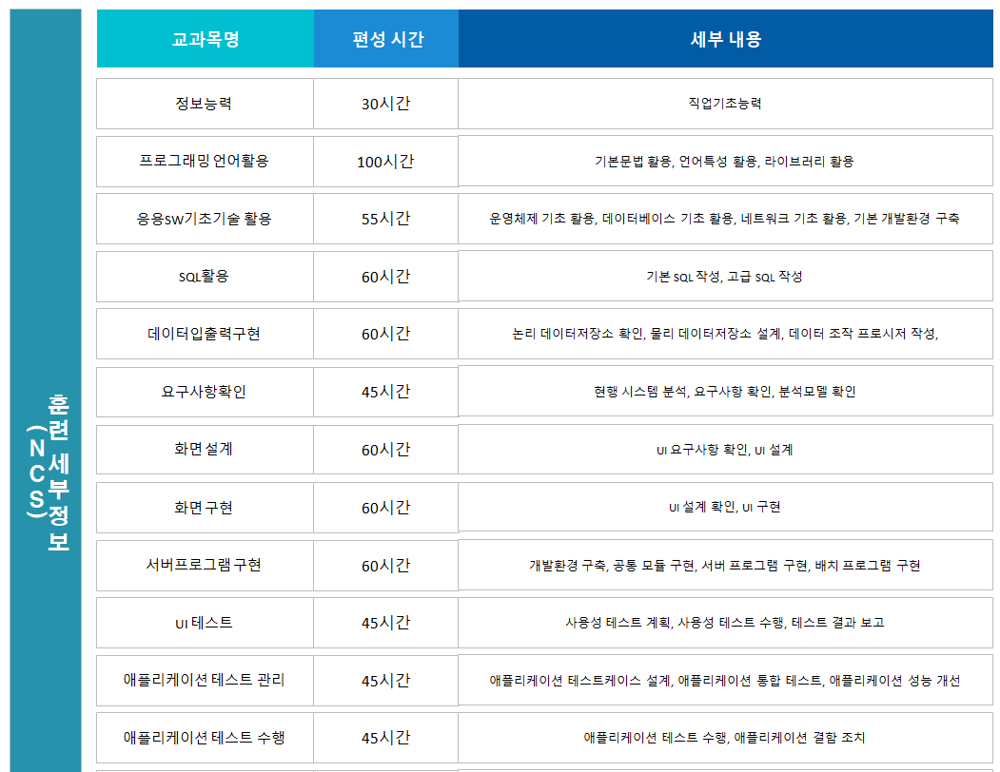 훈련 세부정보
(NCS)
교과목명 편성 시간 세부 내용
정보능력 30시간 직업기초능력
프로그래밍 언어활용 100시간 기본문법 활용, 언어특성 활용, 라이브러리 활용
응용SW기초기술 활용 55시간 운영체제 기초 활용, 데이터베이스 기초 활용, 네트워크 기초 활용, 기본 개발환경 구축
SQL활용 60시간 기본 SQL 작성, 고급 SQL 작성
데이터입출력구현 60시간 논리 데이터저장소 확인, 물리 데이터저장소 설계, 데이터 조작 프로시저 작성,
요구사항확인 45시간 현행 시스템 분석, 요구사항 확인, 분석모델 확인
화면 설계 60시간 UI 요구사항 확인, UI 설계
화면 구현 60시간 UI 설계 확인, UI 구현
서버프로그램 구현 60시간 개발환경 구축, 공통 모듈 구현, 서버 프로그램 구현, 배치 프로그램 구현
UI 테스트 45시간 사용성 테스트 계획, 사용성 테스트 수행, 테스트 결과 보고
애플리케이션 테스트 관리 45시간 애플리케이션 테스트케이스 설계, 애플리케이션 통합 테스트, 애플리케이션 성능 개선
애플리케이션 테스트 수행 45시간 애플리케이션 테스트 수행, 애플리케이션 결함 조치